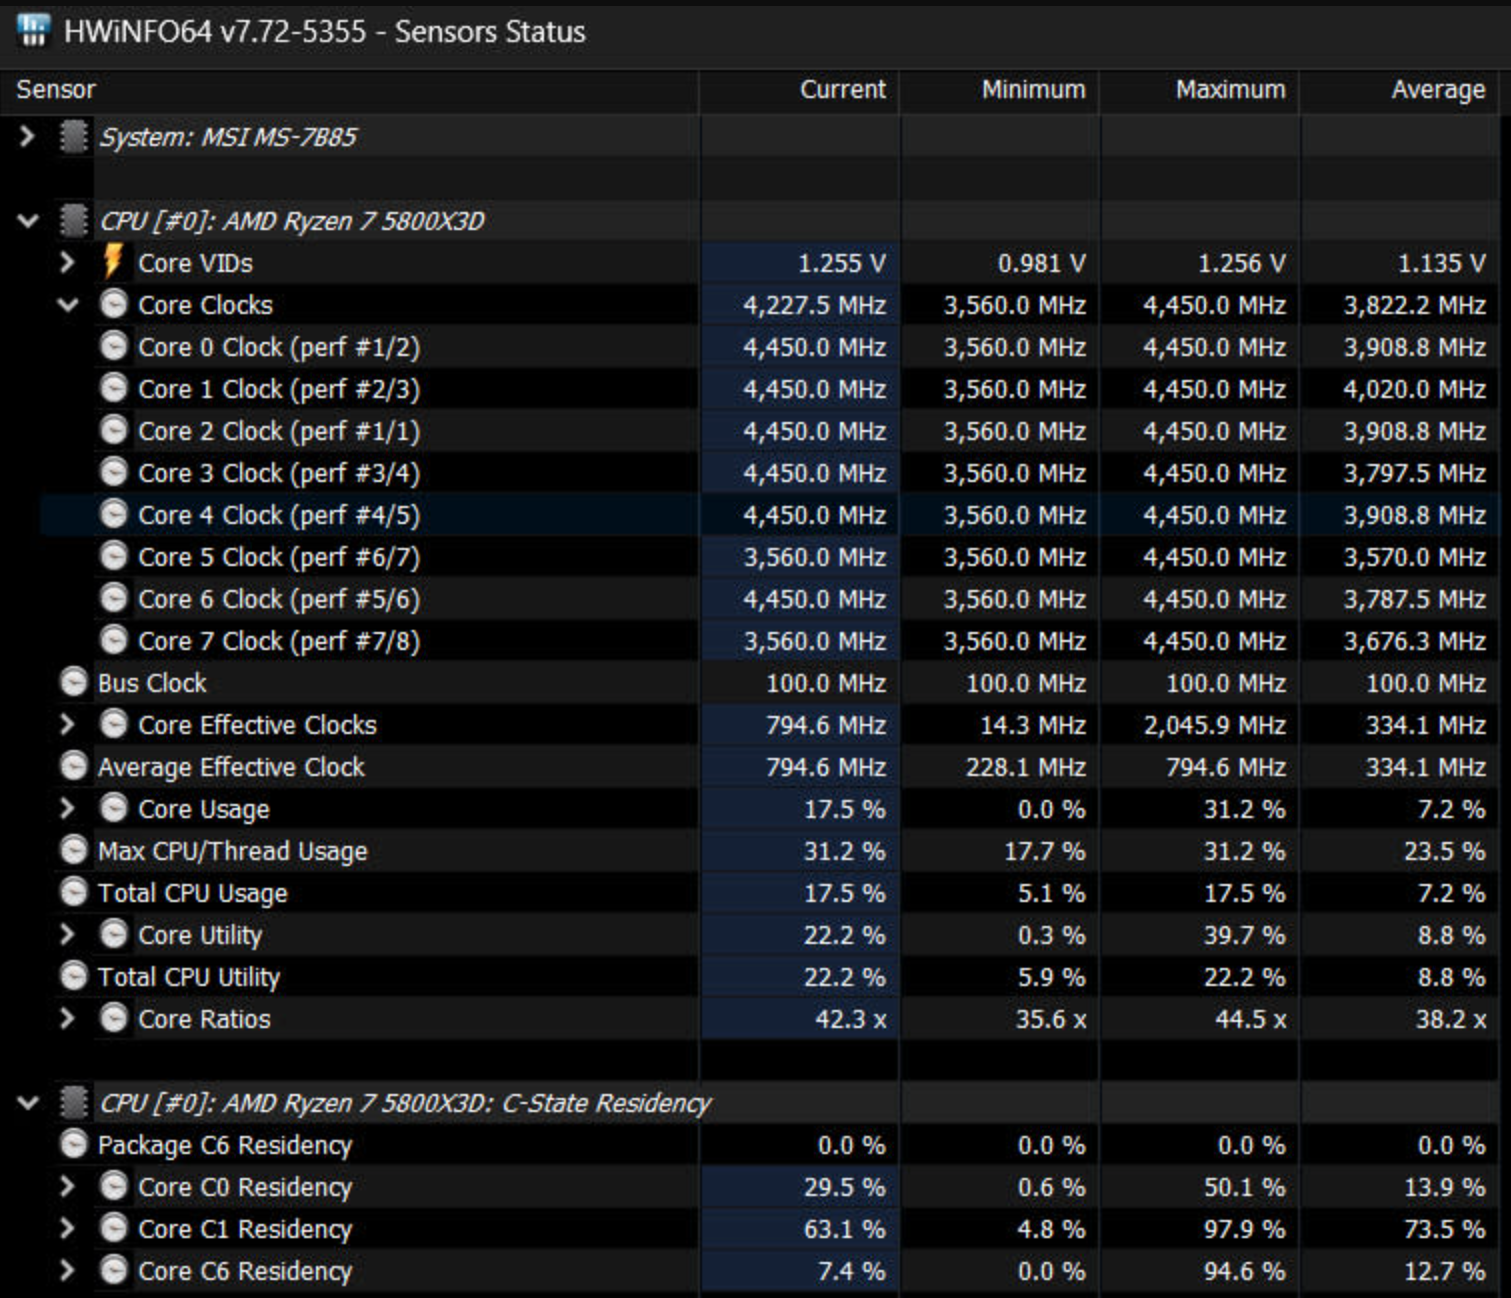 HWiNFO64 v7.72-5355 - Sensors Status
Sensor Current Minimum Maximum Average
System: MSI MS-7B85
CPU [#0]: AMD Ryzen 7 5800X3D
Core VIDs 1.255 V 0.981 V 1.256 V 1.135 V
Core Clocks 4,227.5 MHz 3,560.0 MHz 4,450.0 MHz 3,822.2 MHz
Core 0 Clock (perf #1/2) 4,450.0 MHz 3,560.0 MHz 4,450.0 MHz 3,908.8 MHz
Core 1 Clock (perf #2/3) 4,450.0 MHz 3,560.0 MHz 4,450.0 MHz 4,020.0 MHz
Core 2 Clock (perf #1/1) 4,450.0 MHz 3,560.0 MHz 4,450.0 MHz 3,908.8 MHz
Core 3 Clock (perf #3/4) 4,450.0 MHz 3,560.0 MHz 4,450.0 MHz 3,797.5 MHz
Core 4 Clock (perf #4/5) 4,450.0 MHz 3,560.0 MHz 4,450.0 MHz 3,908.8 MHz
Core 5 Clock (perf #6/7) 3,560.0 MHz 3,560.0 MHz 4,450.0 MHz 3,570.0 MHz
Core 6 Clock (perf #5/6) 4,450.0 MHz 3,560.0 MHz 4,450.0 MHz 3,787.5 MHz
Core 7 Clock (perf #7/8) 3,560.0 MHz 3,560.0 MHz 4,450.0 MHz 3,676.3 MHz
Bus Clock 100.0 MHz 100.0 MHz 100.0 MHz 100.0 MHz
Core Effective Clocks 794.6 MHz 14.3 MHz 2,045.9 MHz 334.1 MHz
Average Effective Clock 794.6 MHz 228.1 MHz 794.6 MHz 334.1 MHz
Core Usage 17.5 % 0.0 % 31.2 % 7.2 %
Max CPU/Thread Usage 31.2 % 17.7 % 31.2 % 23.5 %
Total CPU Usage 17.5 % 5.1 % 17.5 % 7.2 %
Core Utility 22.2 % 0.3 % 39.7 % 8.8 %
Total CPU Utility 22.2 % 5.9 % 22.2 % 8.8 %
Core Ratios 42.3 x 35.6 x 44.5 x 38.2 x
CPU [#0]: AMD Ryzen 7 5800X3D: C-State Residency
Package C6 Residency 0.0 % 0.0 % 0.0 % 0.0 %
Core C0 Residency 29.5 % 0.6 % 50.1 % 13.9 %
Core C1 Residency 63.1 % 4.8 % 97.9 % 73.5 %
Core C6 Residency 7.4 % 0.0 % 94.6 % 12.7 %